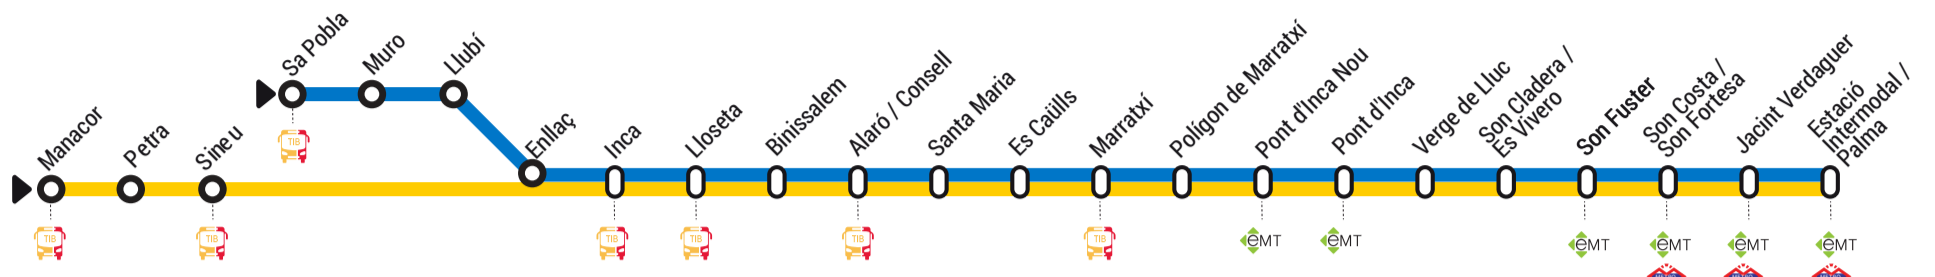 Sa Pobla
Muro
Llubí
TIB
Manacor
Petra
Sineu
Enllaç
Inca
Lloseta
Binissalem
Alaró / Consell
Santa Maria
Es Caülls
Marratxí
Polígon de Marratxí
Pont d'Inca Nou
Pont d'Inca
Verge de Lluc
Son Cladera /
Es Vivero
Son Fuster
Son Costa /
Son Fortesa
Jacint Verdaguer
Estació
Intermodal /
Palma
TIB
TIB
TIB
TIB
TIB
TIB
eMT
eMT
eMT
eMT
eMT
eMT